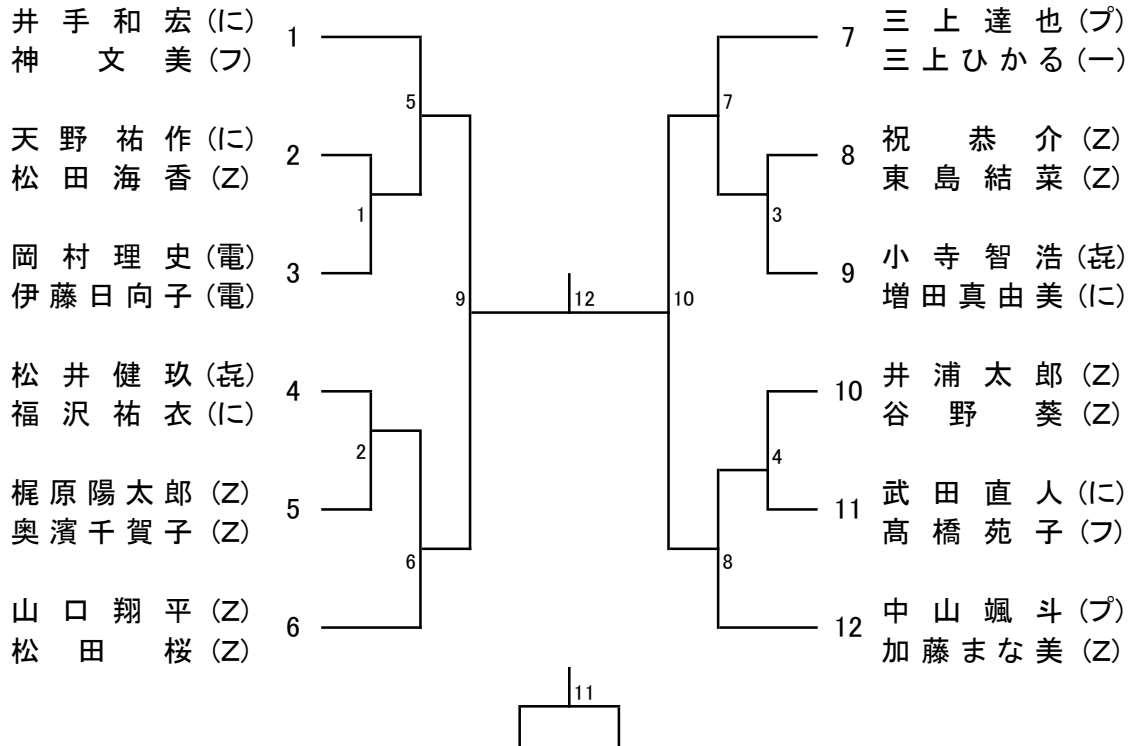 井手和宏(に)
1
神文美(フ)
天野祐作(に)
2
松田海香(Z)
岡村理史(電)
3
伊藤日向子(電)
松井健玖(㐂)
4
福沢祐衣(に)
梶原陽太郎(Z)
5
奥濱千賀子(Z)
山口翔平(Z)
6
松田桜(Z)
5
1
9
2
6
12
11
10
7
3
4
8
三上達也(プ)
7
三上ひかる(一)
祝恭介(Z)
8
東島結菜(Z)
小寺智浩(㐂)
9
増田真由美(に)
井浦太郎(Z)
10
谷野葵(Z)
武田直人(に)
11
髙橋苑子(フ)
中山颯斗(プ)
12
加藤まな美(Z)